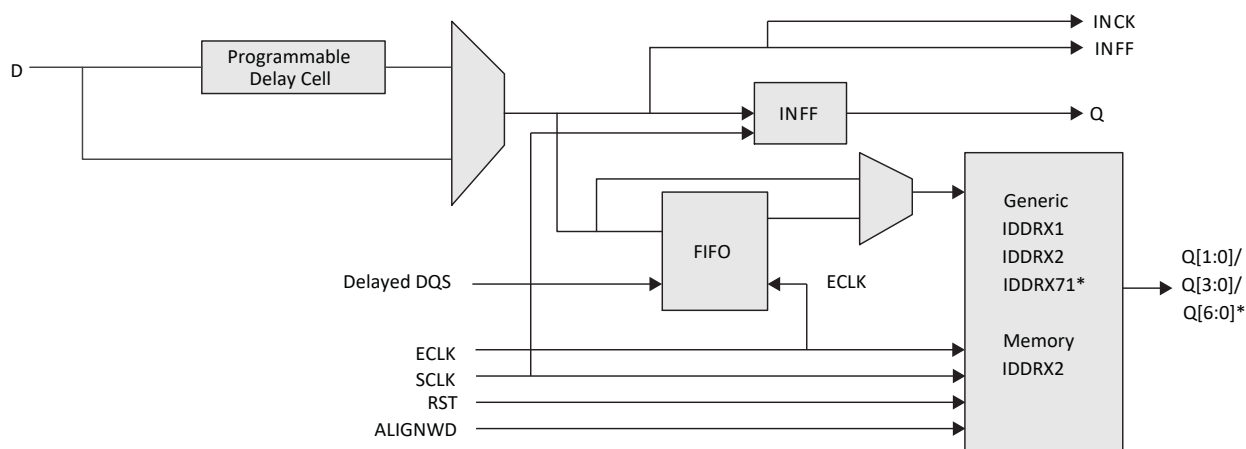 INCK
INFF
D
Programmable
Delay Cell
INFF
Q
Generic
IDDRX1
IDDRX2
IDDRX71*
Memory
IDDRX2
FIFO
Delayed DQS
ECLK
Q[1:0]/
Q[3:0]/
Q[6:0]*
ECLK
SCLK
RST
ALIGNWD